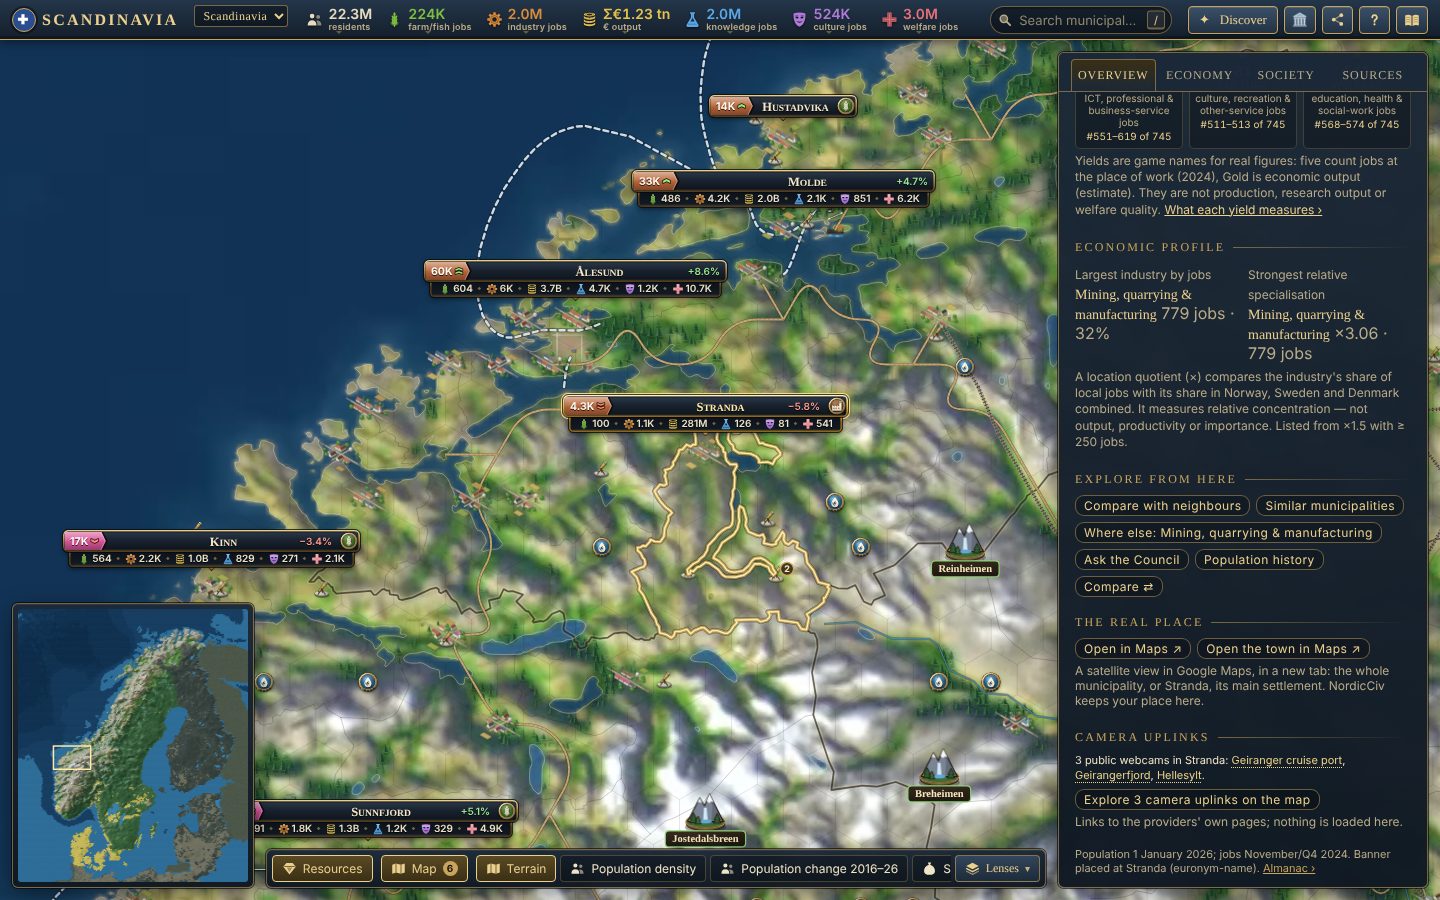 SCANDINAVIA
Scandinavia
22.3M residents
224K farm/fish jobs
2.0M industry jobs
Σ€1.23 tn € output
2.0M knowledge jobs
524K culture jobs
3.0M welfare jobs
Search municipal... /
Discover
?
14K HUSTADVIKA
33K MOLDE +4.7%
486 • 4.2K • 2.0B • 2.1K • 851 • 6.2K
60K ÅLESUND +8.6%
604 • 6K • 3.7B • 4.7K • 1.2K • 10.7K
4.3K STRANDA −5.8%
100 • 1.1K • 281M • 126 • 81 • 541
17K KINN −3.4%
564 • 2.2K • 1.0B • 829 • 271 • 2.1K
2
Reinheimen
Breheimen
Jostedalsbreen
SUNNFJORD +5.1%
91 • 1.8K • 1.3B • 1.2K • 329 • 4.9K
Resources
Map 6
Terrain
Population density
Population change 2016–26
S
Lenses ▾
OVERVIEW
ECONOMY
SOCIETY
SOURCES
ICT, professional &
business-service
jobs
#551–619 of 745
culture, recreation &
other-service jobs
#511–513 of 745
education, health &
social-work jobs
#568–574 of 745
Yields are game names for real figures: five count jobs at
the place of work (2024), Gold is economic output
(estimate). They are not production, research output or
welfare quality. What each yield measures ›
ECONOMIC PROFILE
Largest industry by jobs
Mining, quarrying &
manufacturing 779 jobs ·
32%
Strongest relative
specialisation
Mining, quarrying &
manufacturing ×3.06 ·
779 jobs
A location quotient (×) compares the industry's share of
local jobs with its share in Norway, Sweden and Denmark
combined. It measures relative concentration — not
output, productivity or importance. Listed from ×1.5 with ≥
250 jobs.
EXPLORE FROM HERE
Compare with neighbours
Similar municipalities
Where else: Mining, quarrying & manufacturing
Ask the Council
Population history
Compare ⇄
THE REAL PLACE
Open in Maps ↗
Open the town in Maps ↗
A satellite view in Google Maps, in a new tab: the whole
municipality, or Stranda, its main settlement. NordicCiv
keeps your place here.
CAMERA UPLINKS
3 public webcams in Stranda: Geiranger cruise port,
Geirangerfjord, Hellesylt.
Explore 3 camera uplinks on the map
Links to the providers' own pages; nothing is loaded here.
Population 1 January 2026; jobs November/Q4 2024. Banner
placed at Stranda (euronym-name). Almanac ›